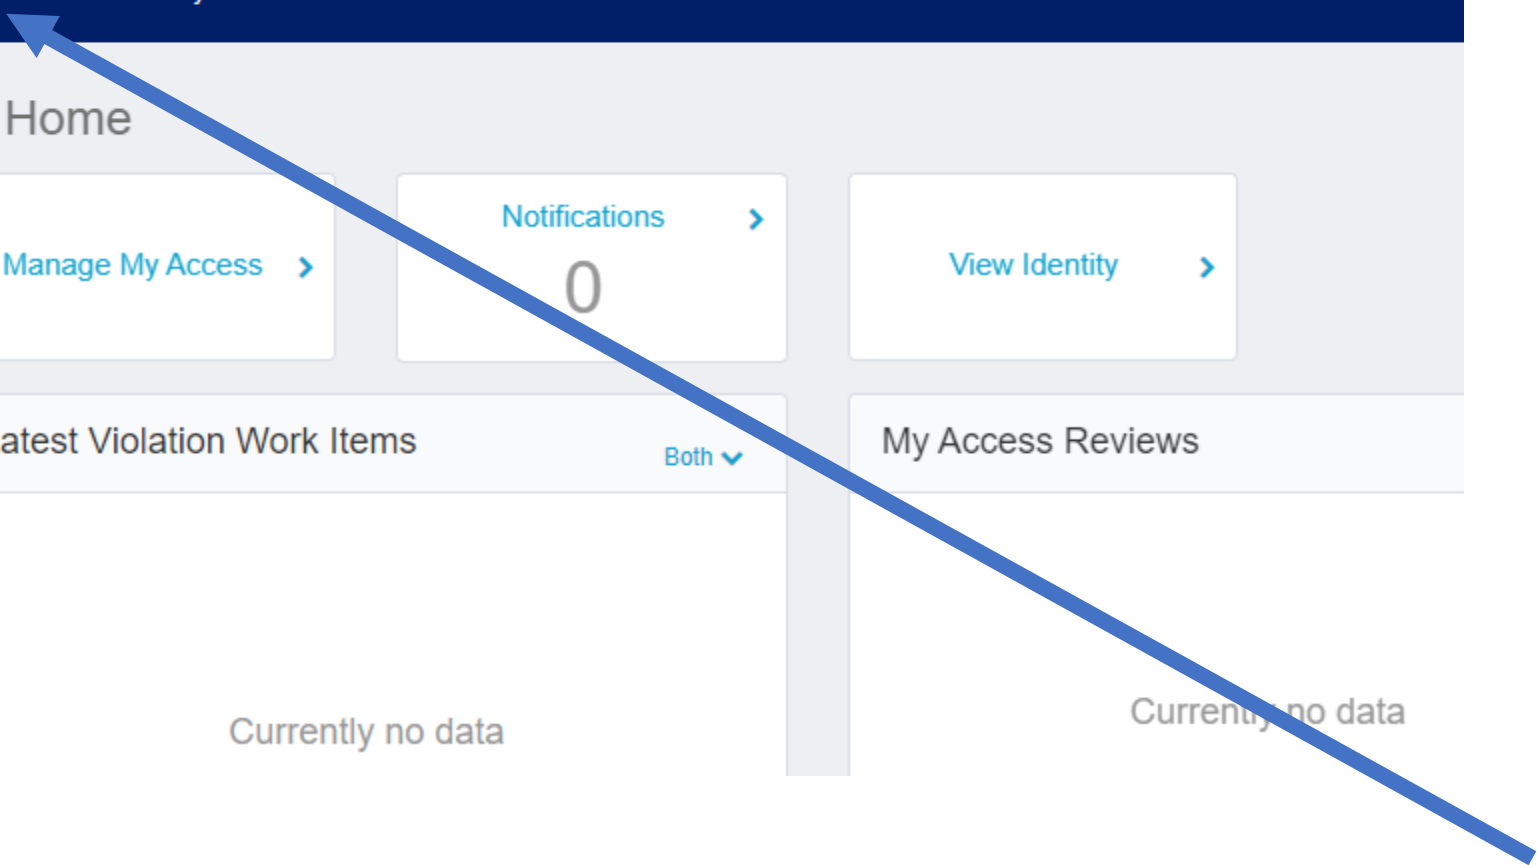 Home
Notifications
Manage My Access
0
View Identity
atest Violation Work Items
Both
My Access Reviews
Currently no data
Currently no data